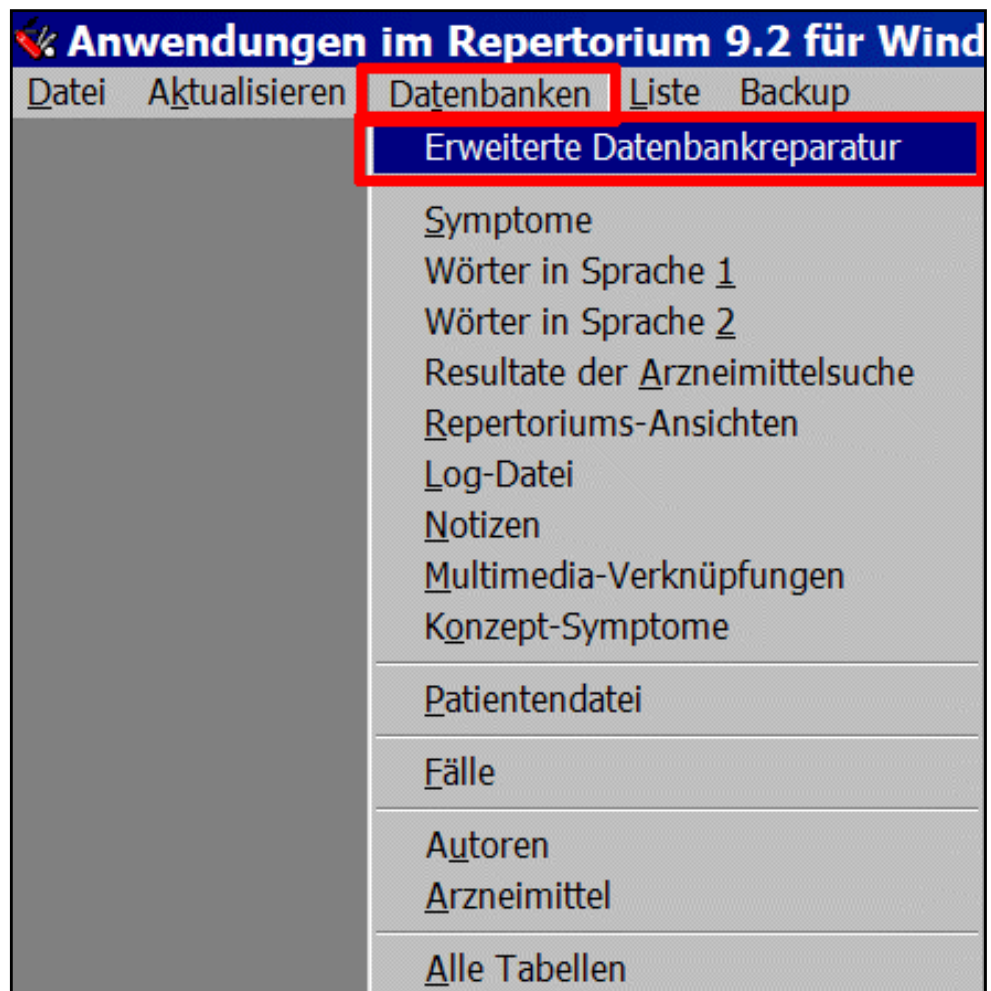 Anwendungen im Repertorium 9.2 für Wind
Datei Aktualisieren Datenbanken Liste Backup
Erweiterte Datenbankreparatur
Symptome
Wörter in Sprache 1
Wörter in Sprache 2
Resultate der Arzneimittelsuche
Repertoriums-Ansichten
Log-Datei
Notizen
Multimedia-Verknüpfungen
Konzept-Symptome
Patientendatei
Fälle
Autoren
Arzneimittel
Alle Tabellen